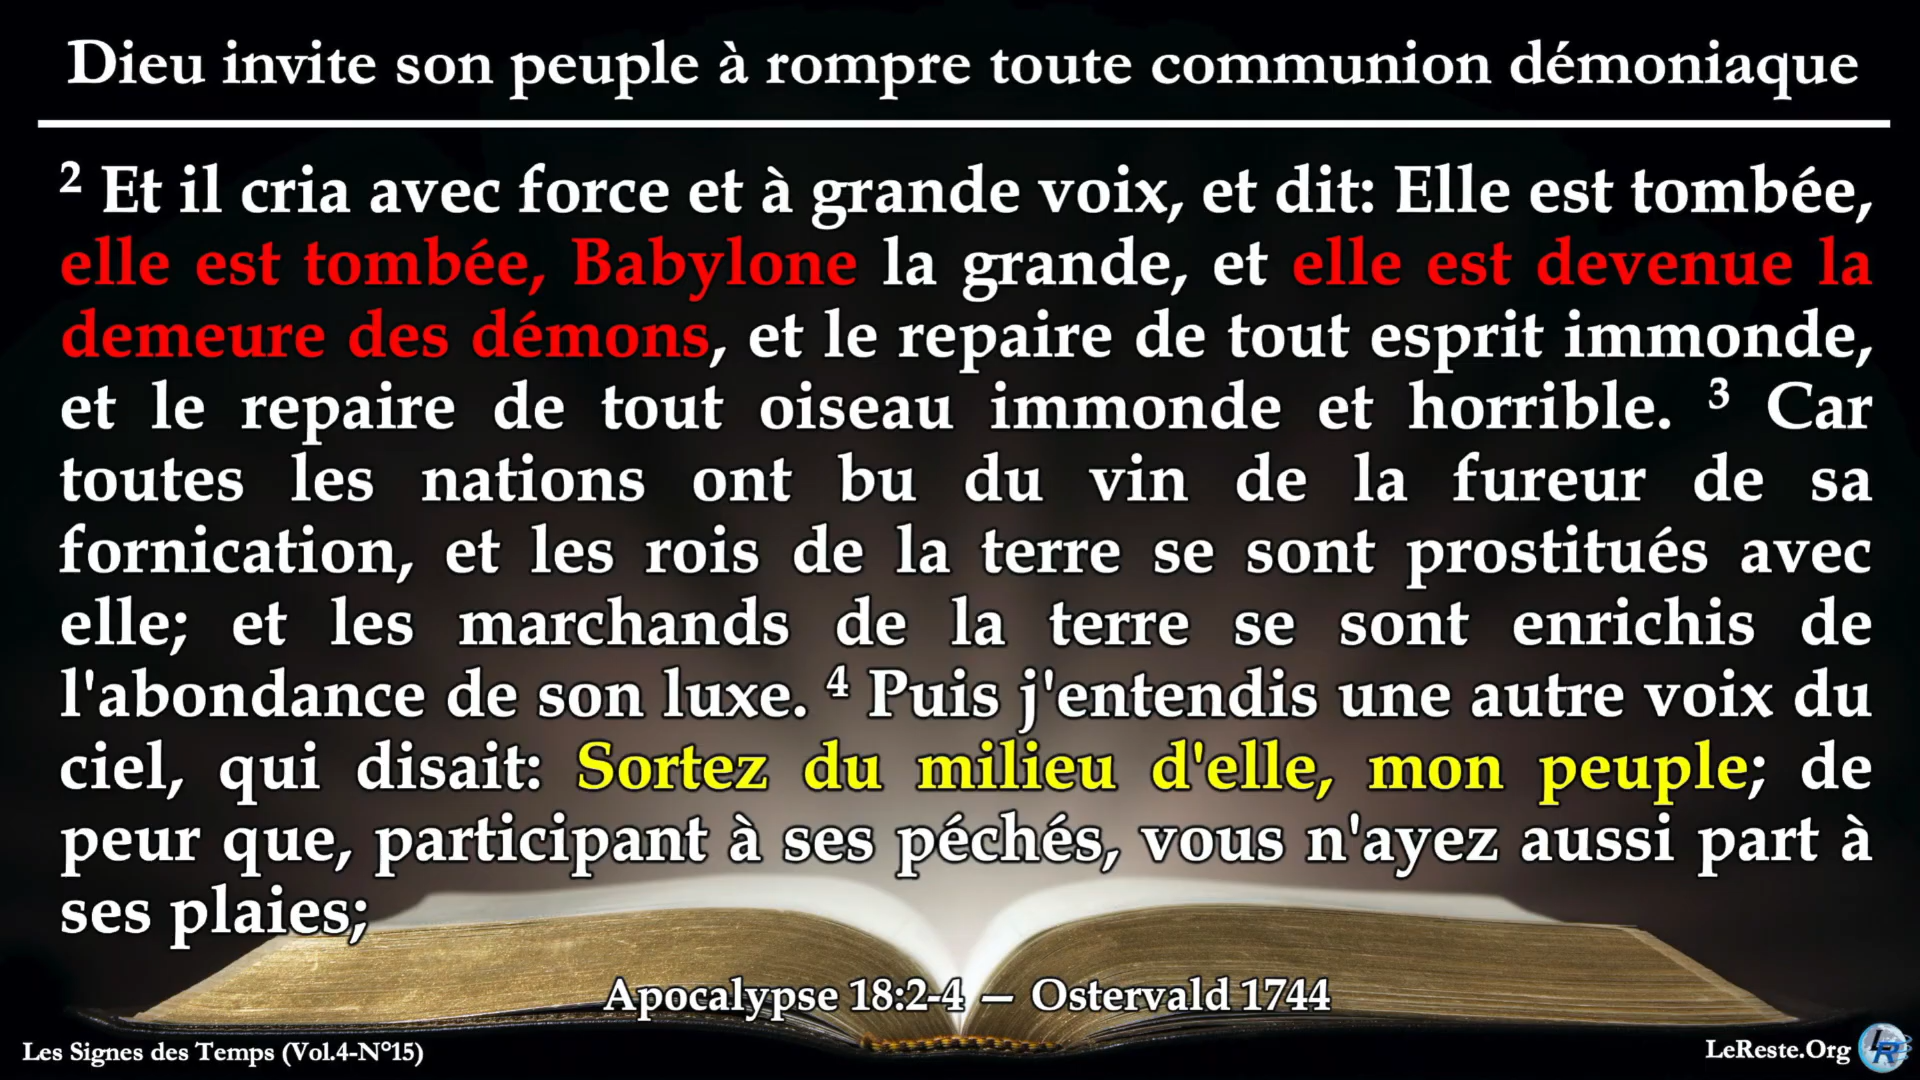 Dieu invite son peuple à rompre toute communion démoniaque
² Et il cria avec force et à grande voix, et dit: Elle est tombée,
elle est tombée, Babylone la grande, et elle est devenue la
demeure des démons, et le repaire de tout esprit immonde,
et le repaire de tout oiseau immonde et horrible. ³ Car
toutes les nations ont bu du vin de la fureur de sa
fornication, et les rois de la terre se sont prostitués avec
elle; et les marchands de la terre se sont enrichis de
l'abondance de son luxe. ⁴ Puis j'entendis une autre voix du
ciel, qui disait: Sortez du milieu d'elle, mon peuple; de
peur que, participant à ses péchés, vous n'ayez aussi part à
ses plaies;
Apocalypse 18:2-4 — Ostervald 1744
Les Signes des Temps (Vol.4-N°15)
LeReste.Org LR